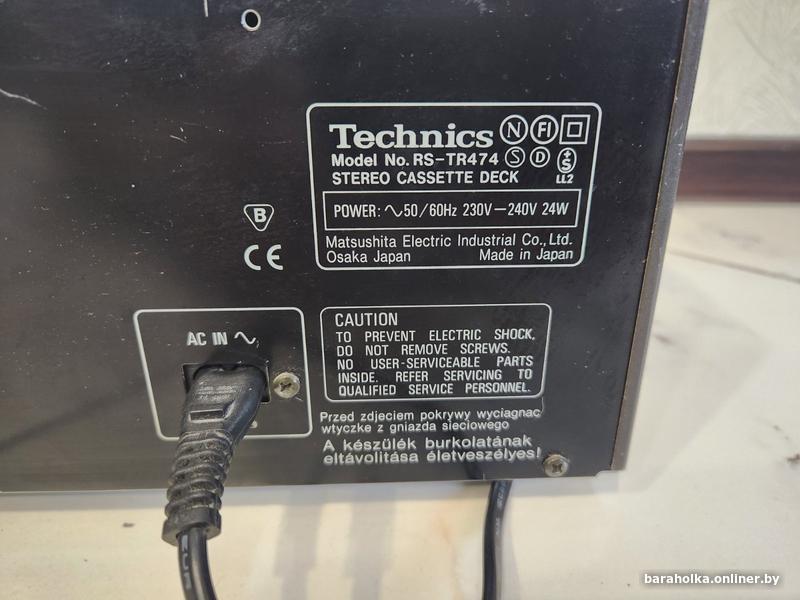 Technics N FI
Model No. RS-TR474 S D S
STEREO CASSETTE DECK LL2
POWER: ∿50/60Hz 230V—240V 24W
Matsushita Electric Industrial Co., Ltd.
Osaka Japan Made in Japan
B
CE
AC IN ∿
CAUTION
TO PREVENT ELECTRIC SHOCK,
DO NOT REMOVE SCREWS.
NO USER-SERVICEABLE PARTS
INSIDE. REFER SERVICING TO
QUALIFIED SERVICE PERSONNEL.
Przed zdjeciem pokrywy wyciagnac
wtyczke z gniazda sieciowego
A készülék burkolatának
eltávolitása életveszélyes!
baraholka.onliner.by